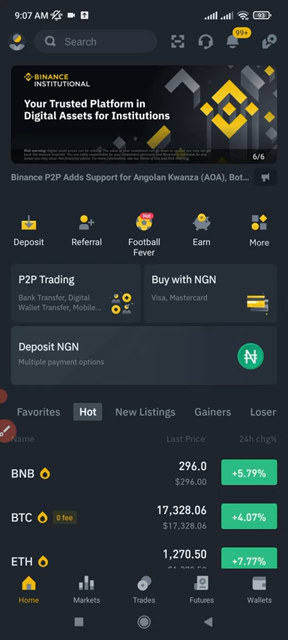 9:07 AM
93
Search
99+
BINANCE
INSTITUTIONAL
Your Trusted Platform in
Digital Assets for Institutions
6/6
Binance P2P Adds Support for Angolan Kwanza (AOA), Bot...
Deposit
Referral
Football
Fever
Earn
More
P2P Trading
Bank Transfer, Digital
Wallet Transfer, Mobile...
Buy with NGN
Visa, Mastercard
Deposit NGN
Multiple payment options
Favorites Hot New Listings Gainers Loser
Name Last Price 24h chg%
BNB 296.0 +5.79%
$296.00
BTC 0 fee 17,328.06 +4.07%
$17,328.06
ETH 1,270.50 +7.77%
Home Markets Trades Futures Wallets